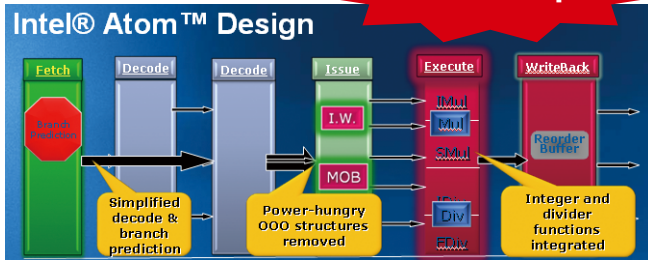 Intel® Atom™ Design
Fetch
Decode
Decode
Issue
Execute
WriteBack
Branch
Prediction
I.W.
MOB
IMul
Mul
SMul
Div
FDiv
Reorder
Buffer
Simplified
decode &
branch
prediction
Power-hungry
OOO structures
removed
Integer and
divider
functions
integrated